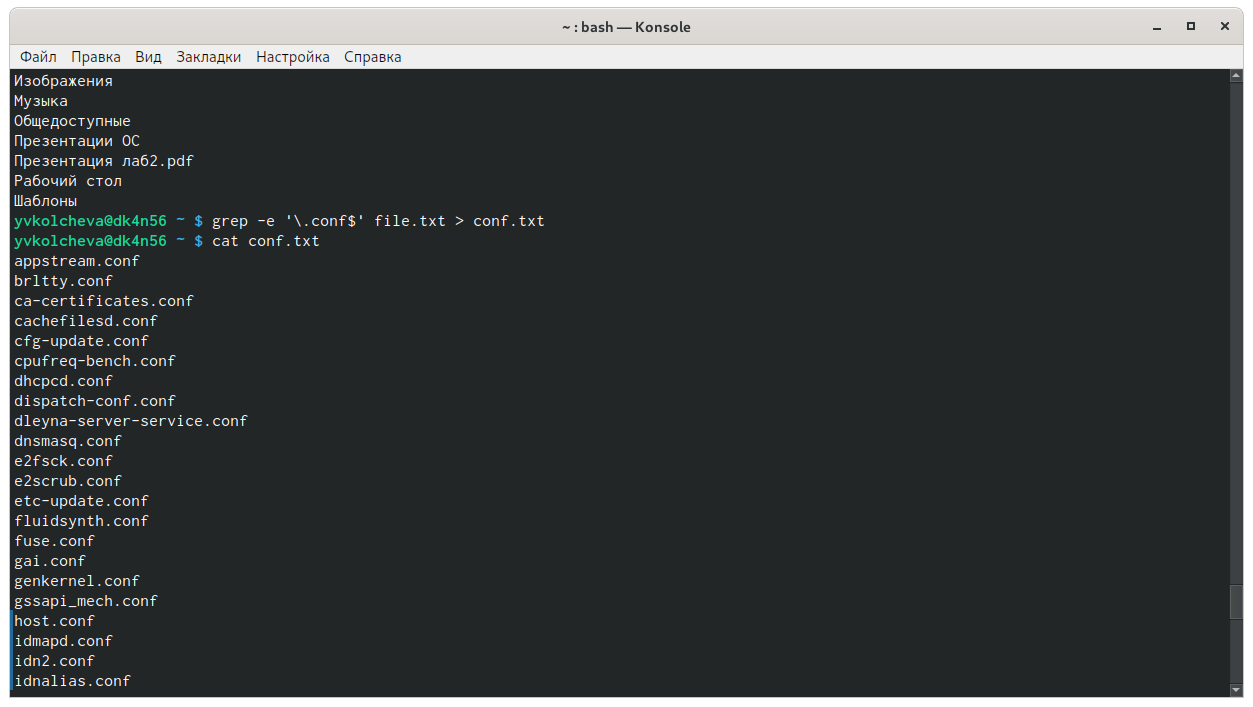 ~ : bash — Konsole
Файл Правка Вид Закладки Настройка Справка
Изображения
Музыка
Общедоступные
Презентации ОС
Презентация лаб2.pdf
Рабочий стол
Шаблоны
yvkolcheva@dk4n56 ~ $ grep -e '\.conf$' file.txt > conf.txt
yvkolcheva@dk4n56 ~ $ cat conf.txt
appstream.conf
brltty.conf
ca-certificates.conf
cachefilesd.conf
cfg-update.conf
cpufreq-bench.conf
dhcpcd.conf
dispatch-conf.conf
dleyna-server-service.conf
dnsmasq.conf
e2fsck.conf
e2scrub.conf
etc-update.conf
fluidsynth.conf
fuse.conf
gai.conf
genkernel.conf
gssapi_mech.conf
host.conf
idmapd.conf
idn2.conf
idnalias.conf